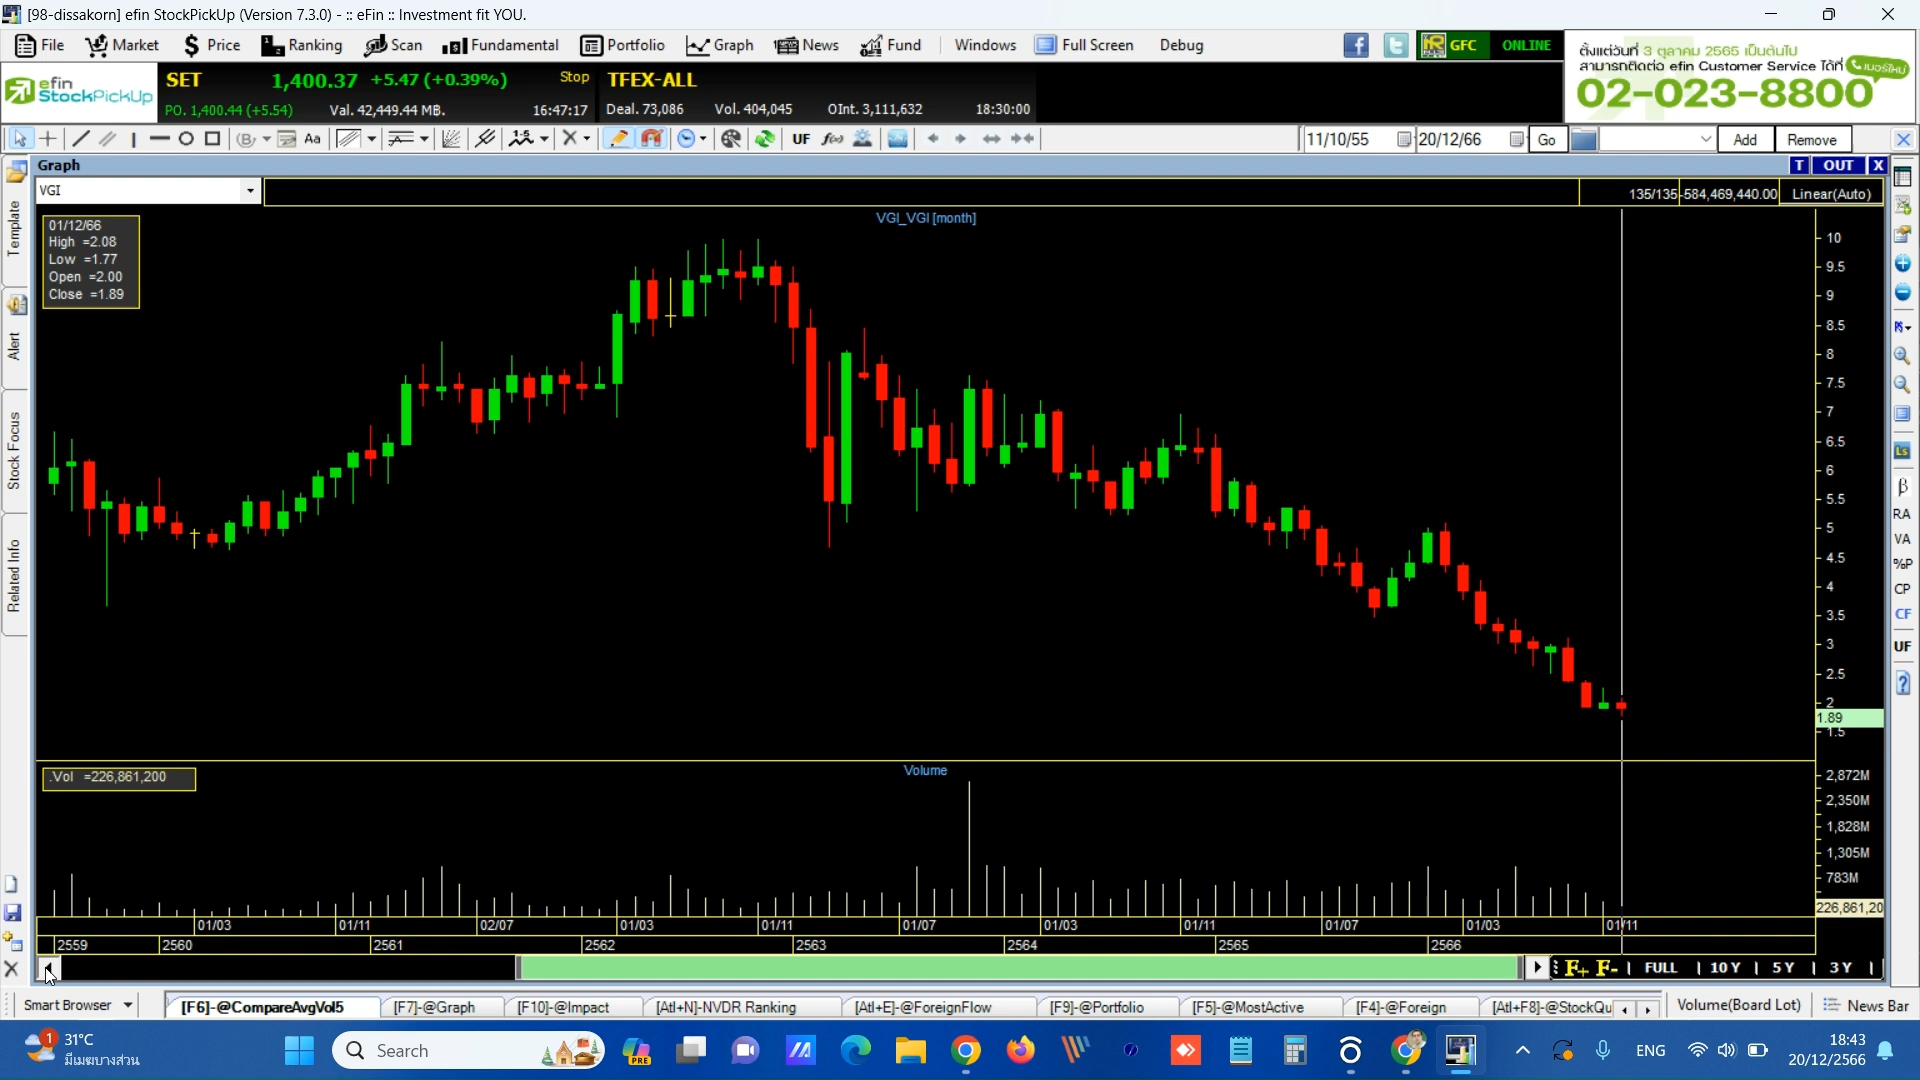 [98-dissakorn] efin StockPickUp (Version 7.3.0) - :: eFin :: Investment fit YOU.
File Market Price Ranking Scan Fundamental Portfolio Graph News Fund Windows Full Screen Debug GFC ONLINE
ตั้งแต่วันที่ 3 ตุลาคม 2565 เป็นต้นไป
สามารถติดต่อ efin Customer Service ได้ที่ เบอร์ใหม่
02-023-8800
efin StockPickUp
SET 1,400.37 +5.47 (+0.39%) Stop TFEX-ALL
PO. 1,400.44 (+5.54) Val. 42,449.44 MB. 16:47:17 Deal. 73,086 Vol. 404,045 OInt. 3,111,632 18:30:00
Aa UF f(x) 11/10/55 20/12/66 Go Add Remove
Graph T OUT X
VGI 135/135 -584,469,440.00 Linear(Auto)
VGI_VGI [month]
01/12/66
High =2.08
Low =1.77
Open =2.00
Close =1.89
10
9.5
9
8.5
8
7.5
7
6.5
6
5.5
5
4.5
4
3.5
3
2.5
2
1.89
1.5
Template
Alert
Stock Focus
Related Info
Ls
β
RA
VA
%P
CP
CF
UF
.Vol =226,861,200 Volume
2,872M
2,350M
1,828M
1,305M
783M
226,861,20
01/03 01/11 02/07 01/03 01/11 01/07 01/03 01/11 01/07 01/03 01/11
2559 2560 2561 2562 2563 2564 2565 2566
F+ F- FULL 10 Y 5 Y 3 Y
Smart Browser [F6]-@CompareAvgVol5 [F7]-@Graph [F10]-@Impact [Atl+N]-NVDR Ranking [Atl+E]-@ForeignFlow [F9]-@Portfolio [F5]-@MostActive [F4]-@Foreign [Atl+F8]-@StockQu Volume(Board Lot) News Bar
1 31°C
มีเมฆบางส่วน
Search PRE ENG
18:43
20/12/2566